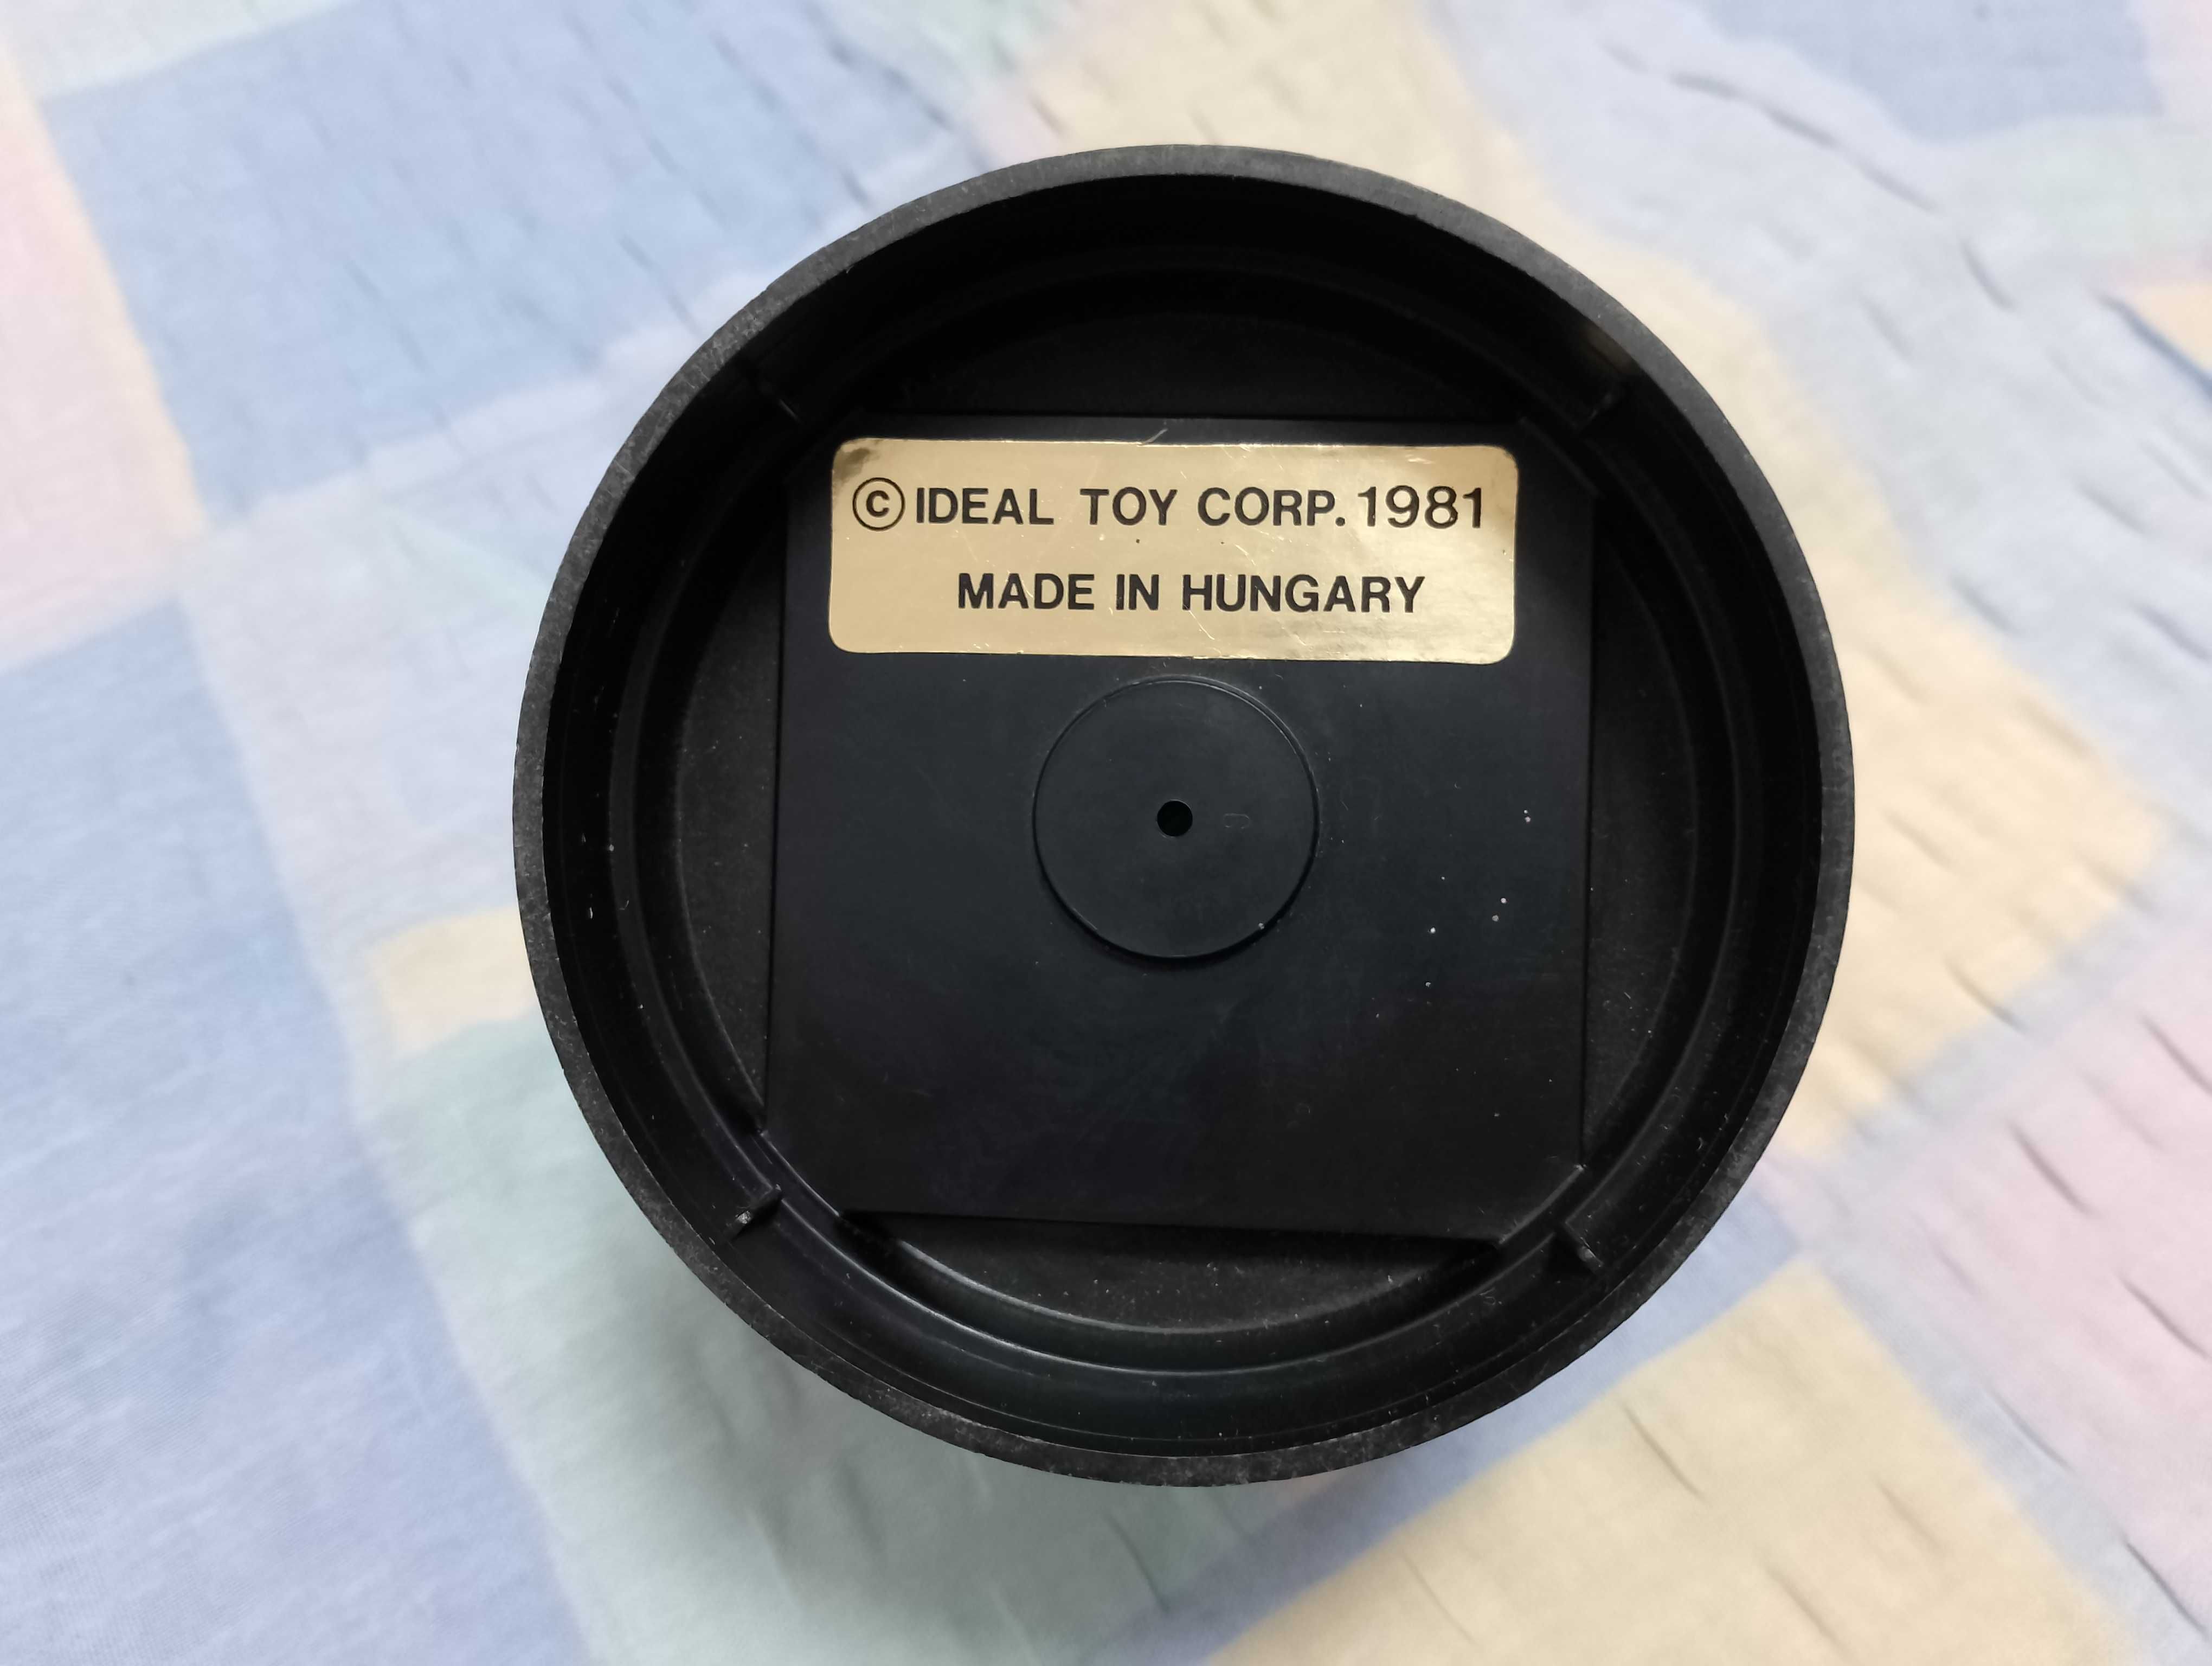 ©IDEAL TOY CORP. 1981
MADE IN HUNGARY